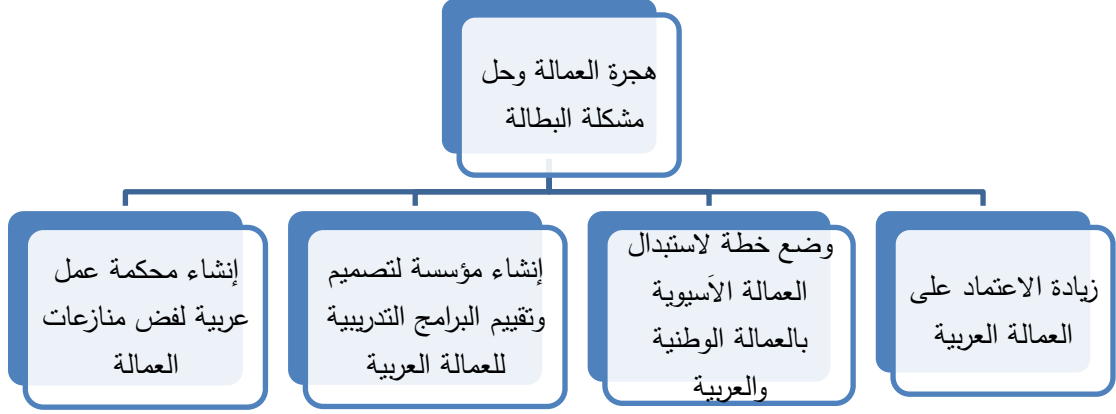 هجرة العمالة وحل
مشكلة البطالة
زيادة الاعتماد على
العمالة العربية
وضع خطة لاستبدال
العمالة الآسيوية
بالعمالة الوطنية
والعربية
إنشاء مؤسسة لتصميم
وتقييم البرامج التدريبية
للعمالة العربية
إنشاء محكمة عمل
عربية لفض منازعات
العمالة